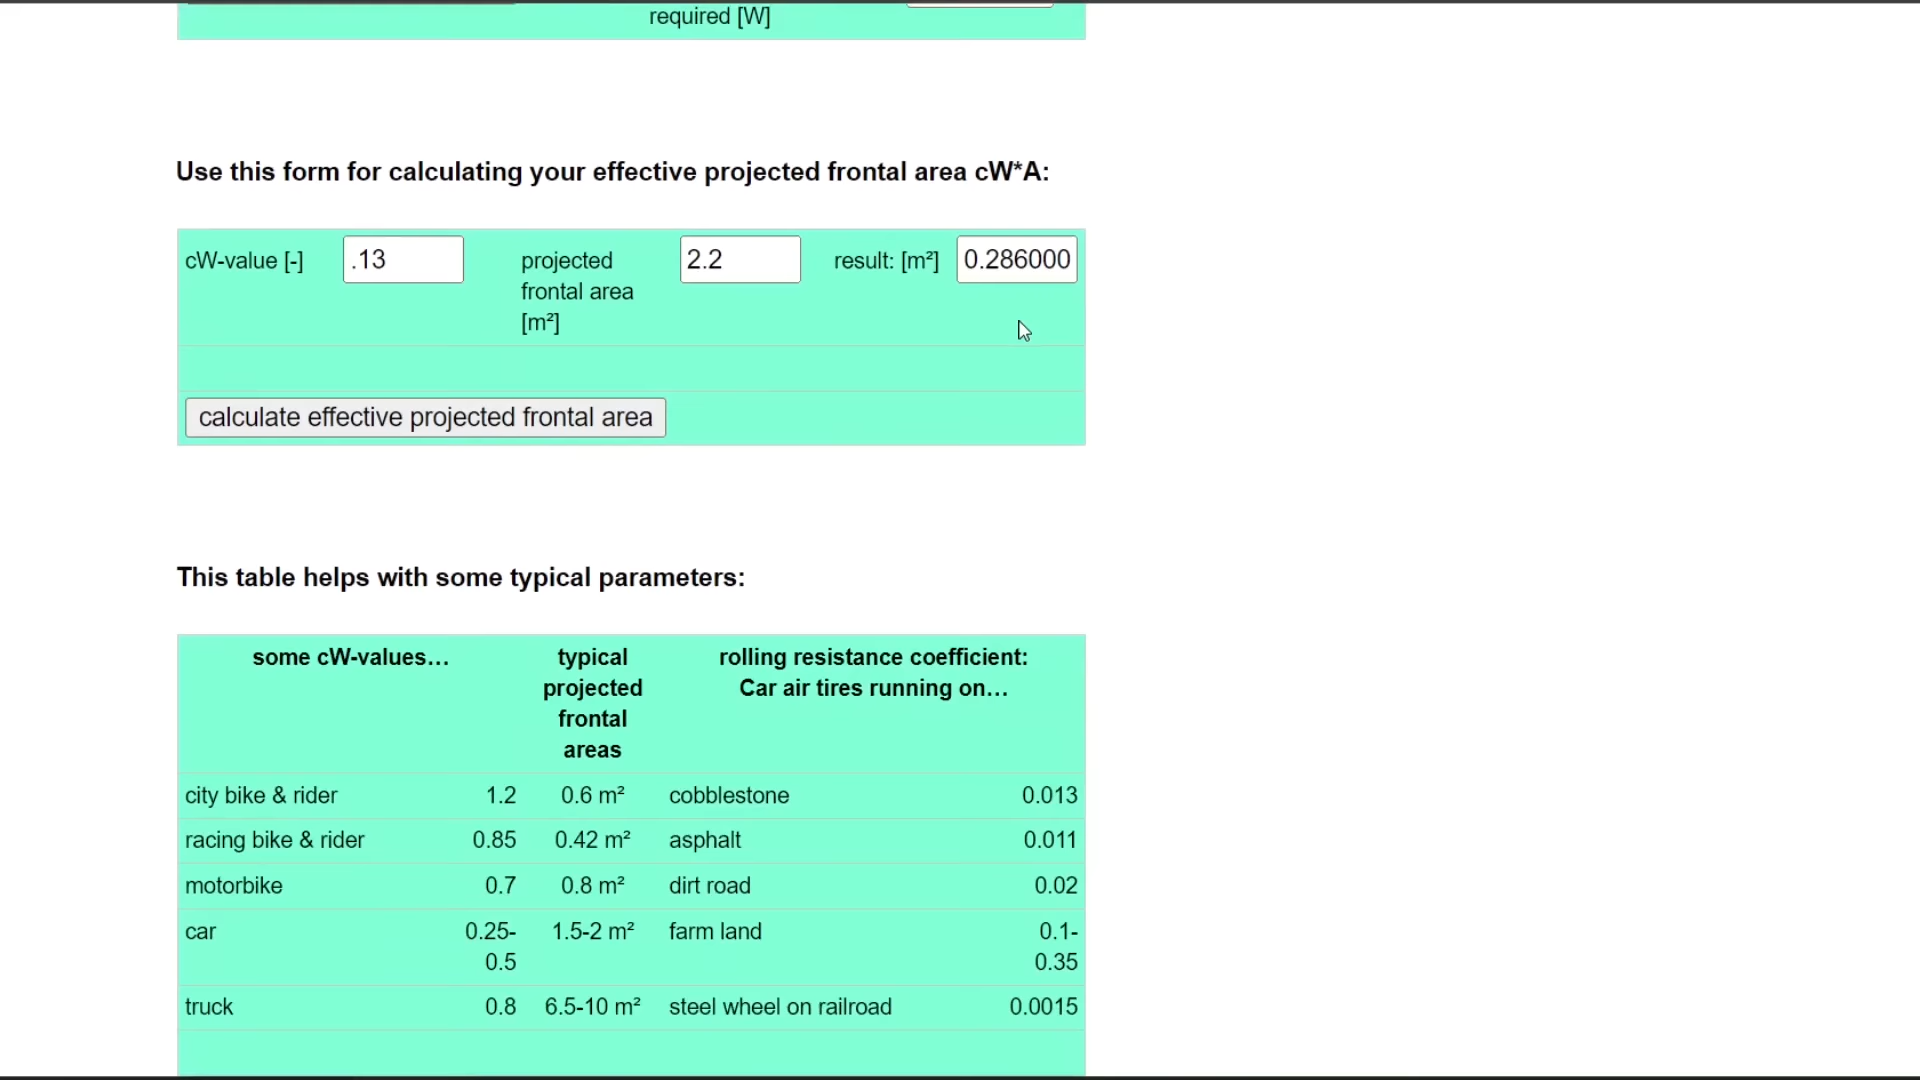 required [W]
Use this form for calculating your effective projected frontal area cW*A:
cW-value [-] .13 projected 2.2 result: [m²] 0.286000
frontal area
[m²]
calculate effective projected frontal area
This table helps with some typical parameters:
some cW-values... typical rolling resistance coefficient:
projected Car air tires running on...
frontal
areas
city bike & rider 1.2 0.6 m² cobblestone 0.013
racing bike & rider 0.85 0.42 m² asphalt 0.011
motorbike 0.7 0.8 m² dirt road 0.02
car 0.25- 1.5-2 m² farm land 0.1-
0.5 0.35
truck 0.8 6.5-10 m² steel wheel on railroad 0.0015